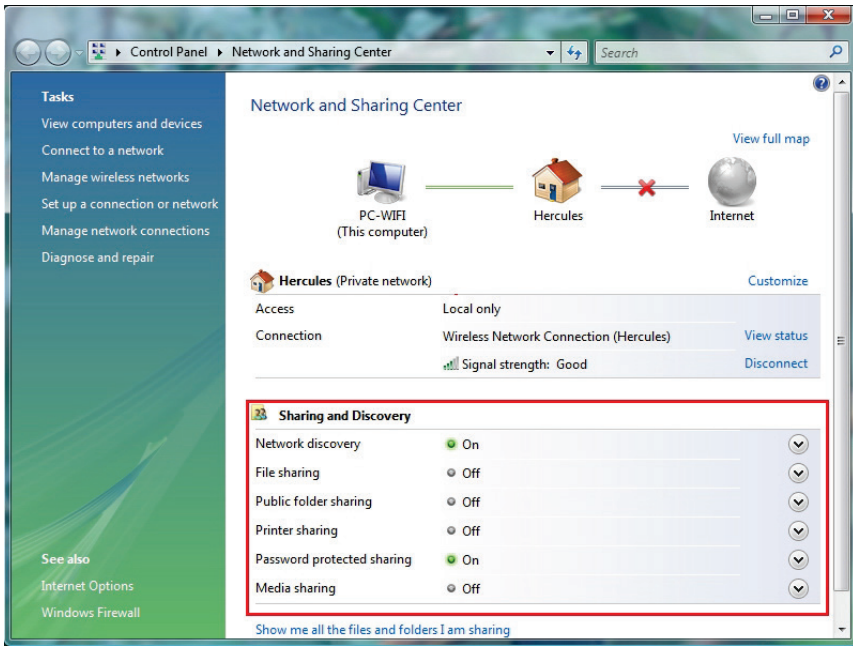 Control Panel ▸ Network and Sharing Center
Search
Tasks
View computers and devices
Connect to a network
Manage wireless networks
Set up a connection or network
Manage network connections
Diagnose and repair
See also
Internet Options
Windows Firewall
Network and Sharing Center
View full map
PC-WIFI
(This computer)
Hercules
Internet
Hercules (Private network) Customize
Access Local only
Connection Wireless Network Connection (Hercules) View status
Signal strength: Good Disconnect
Sharing and Discovery
Network discovery On
File sharing Off
Public folder sharing Off
Printer sharing Off
Password protected sharing On
Media sharing Off
Show me all the files and folders I am sharing